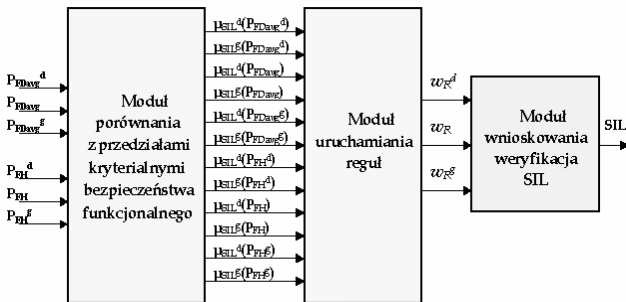 P_FDavg^d
P_FDavg
P_FDavg^g
P_FH^d
P_FH
P_FH^g
Moduł
porównania
z przedziałami
kryterialnymi
bezpieczeństwa
funkcjonalnego
μ_SIL^d(P_FDavg^d)
μ_SIL^g(P_FDavg^d)
μ_SIL^d(P_FDavg)
μ_SIL^g(P_FDavg)
μ_SIL^d(P_FDavg^g)
μ_SIL^g(P_FDavg^g)
μ_SIL^d(P_FH^d)
μ_SIL^g(P_FH^d)
μ_SIL^d(P_FH)
μ_SIL^g(P_FH)
μ_SIL^d(P_FH^g)
μ_SIL^g(P_FH^g)
Moduł
uruchamiania
reguł
w_R^d
w_R
w_R^g
Moduł
wnioskowania
weryfikacja
SIL
SIL